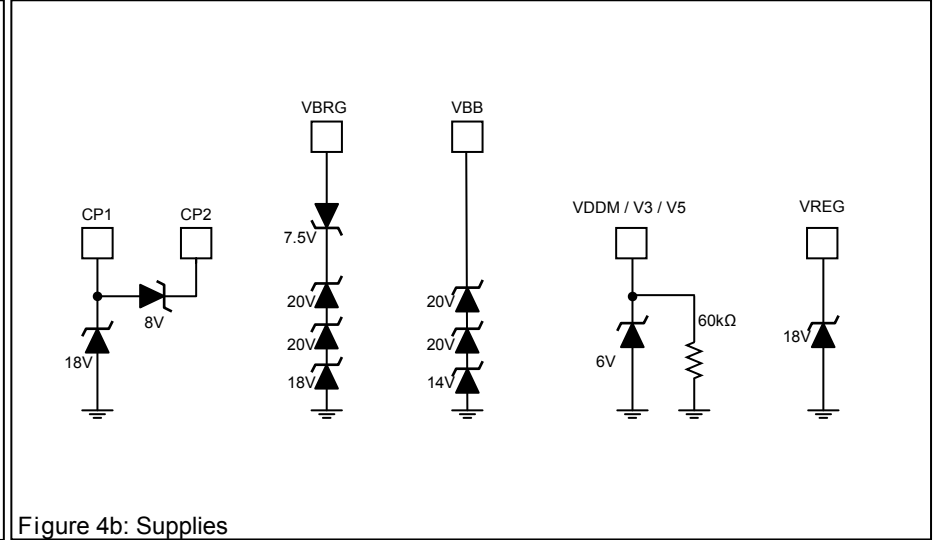 VBRG
VBB
CP1
CP2
VDDM / V3 / V5
VREG
7.5V
8V
18V
20V
20V
18V
20V
20V
14V
60kΩ
6V
18V
Figure 4b: Supplies